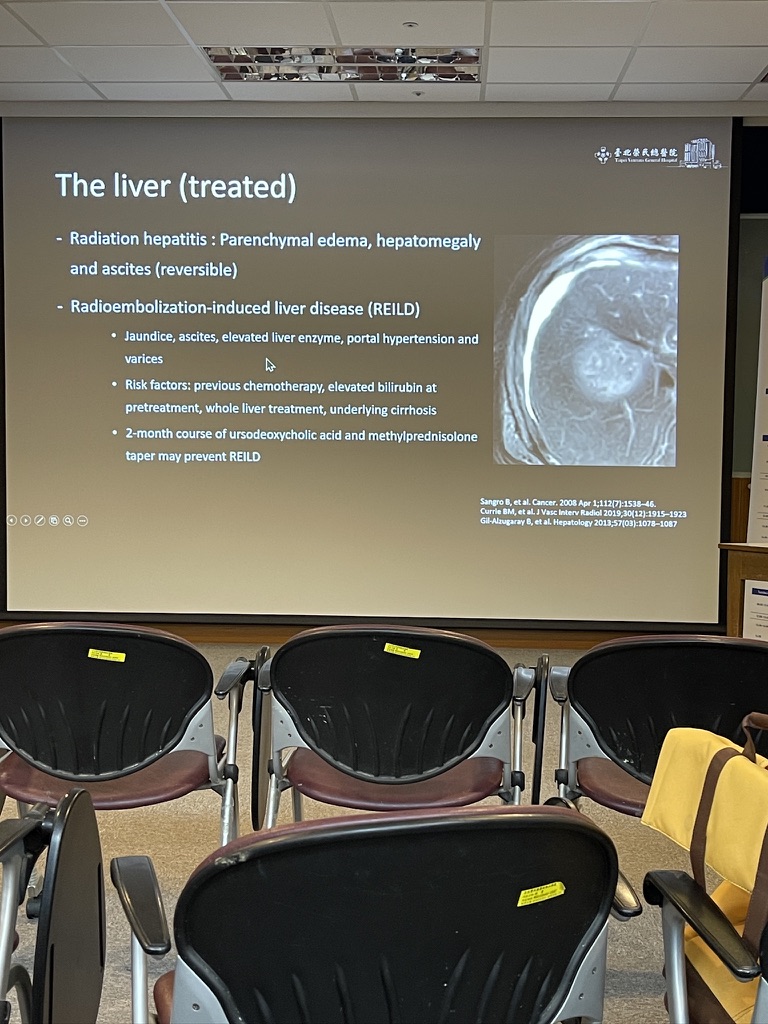 臺北榮民總醫院
Taipei Veterans General Hospital
The liver (treated)
- Radiation hepatitis : Parenchymal edema, hepatomegaly
and ascites (reversible)
- Radioembolization-induced liver disease (REILD)
• Jaundice, ascites, elevated liver enzyme, portal hypertension and
varices
• Risk factors: previous chemotherapy, elevated bilirubin at
pretreatment, whole liver treatment, underlying cirrhosis
• 2-month course of ursodeoxycholic acid and methylprednisolone
taper may prevent REILD
Sangro B, et al. Cancer. 2008 Apr 1;112(7):1538–46.
Currie BM, et al. J Vasc Interv Radiol 2019;30(12):1915–1923
Gil-Alzugaray B, et al. Hepatology 2013;57(03):1078–1087